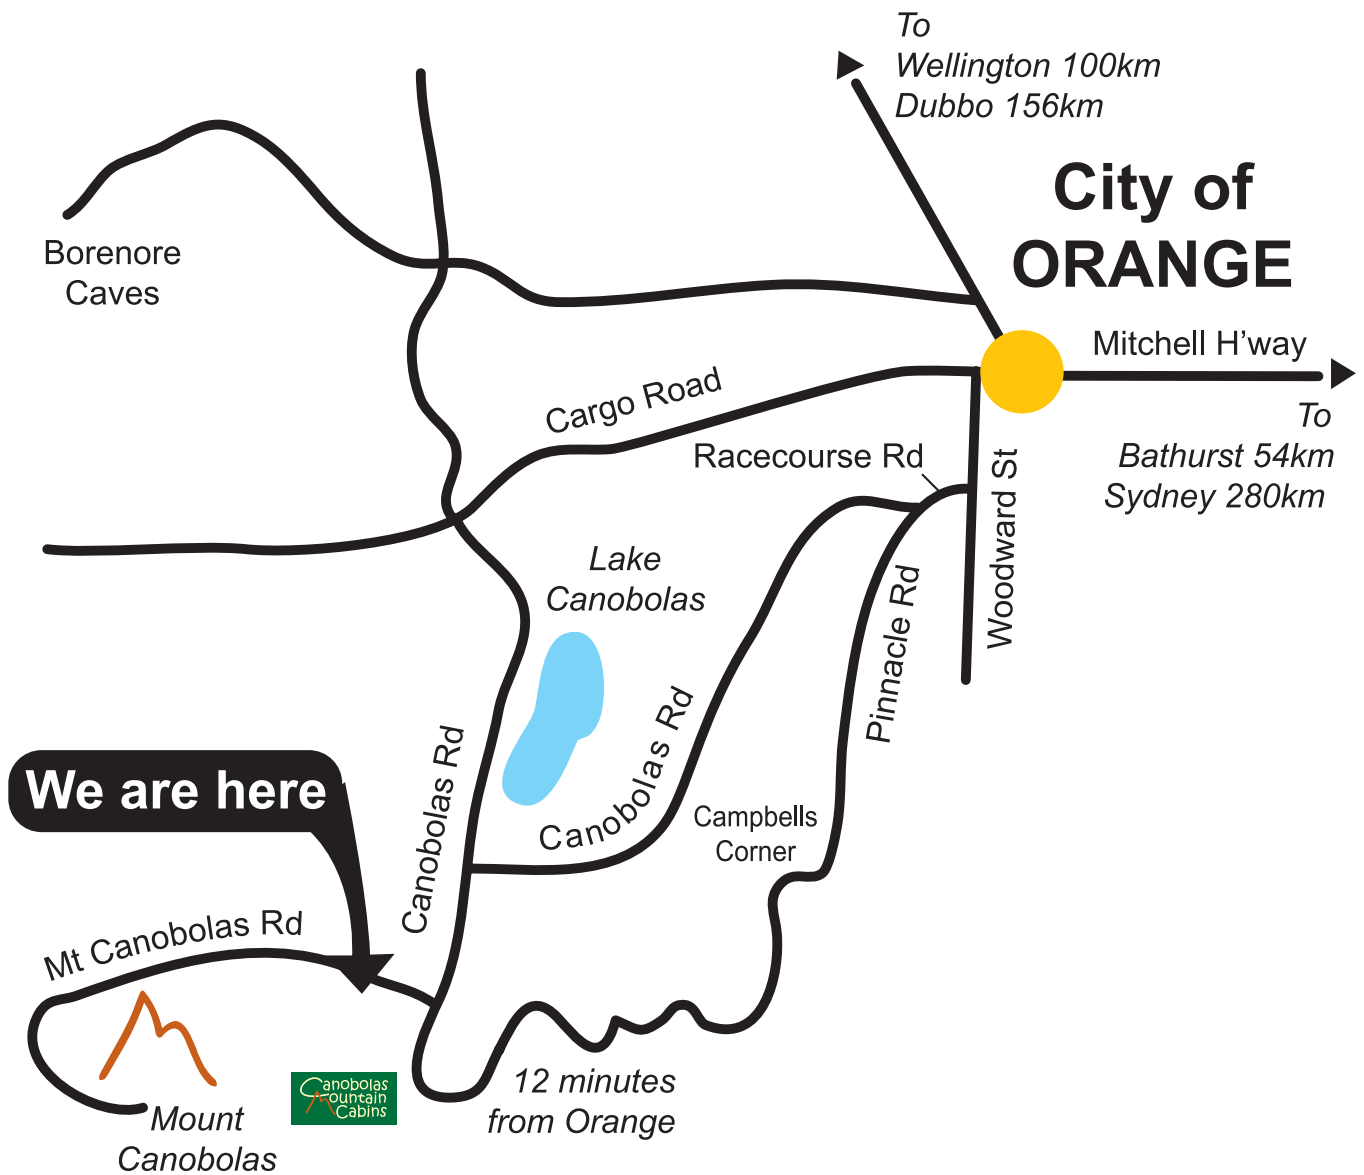 To
Wellington 100km
Dubbo 156km
City of
ORANGE
Borenore
Caves
Mitchell H'way
To
Bathurst 54km
Sydney 280km
Cargo Road
Racecourse Rd
Woodward St
Lake
Canobolas
Pinnacle Rd
Canobolas Rd
Canobolas Rd
We are here
Campbells
Corner
Mt Canobolas Rd
12 minutes
from Orange
Canobolas
Mountain
Cabins
Mount
Canobolas